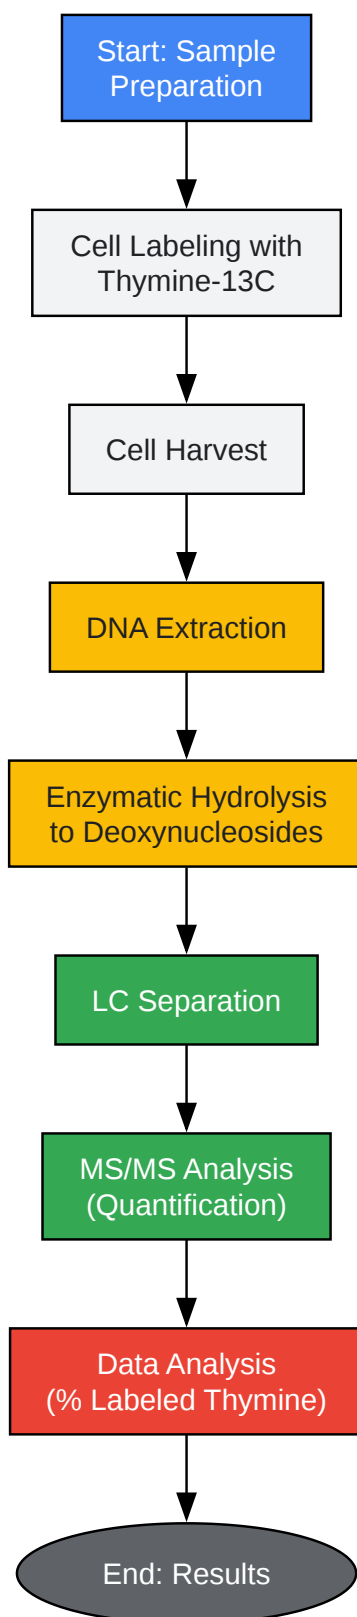 Start: Sample
Preparation
Cell Labeling with
Thymine-13C
Cell Harvest
DNA Extraction
Enzymatic Hydrolysis
to Deoxynucleosides
LC Separation
MS/MS Analysis
(Quantification)
Data Analysis
(% Labeled Thymine)
End: Results